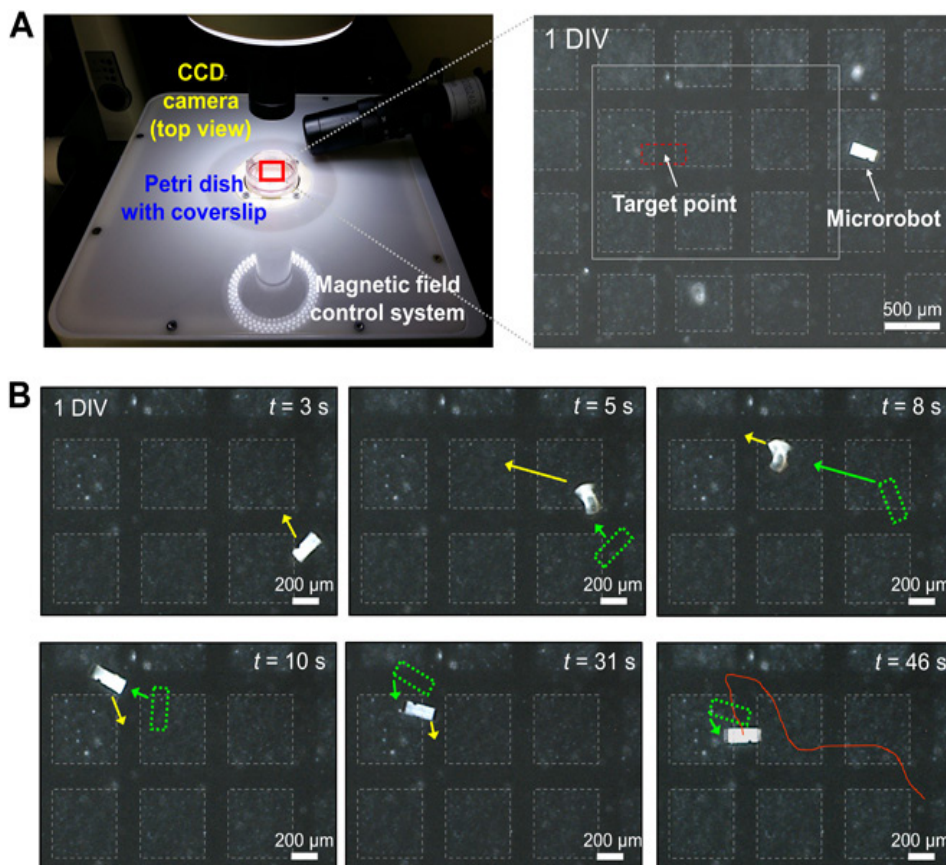 A
CCD
camera
(top view)
Petri dish
with coverslip
Magnetic field
control system
1 DIV
Target point
Microrobot
500 µm
B
1 DIV
t = 3 s
200 µm
t = 5 s
200 µm
t = 8 s
200 µm
t = 10 s
200 µm
t = 31 s
200 µm
t = 46 s
200 µm